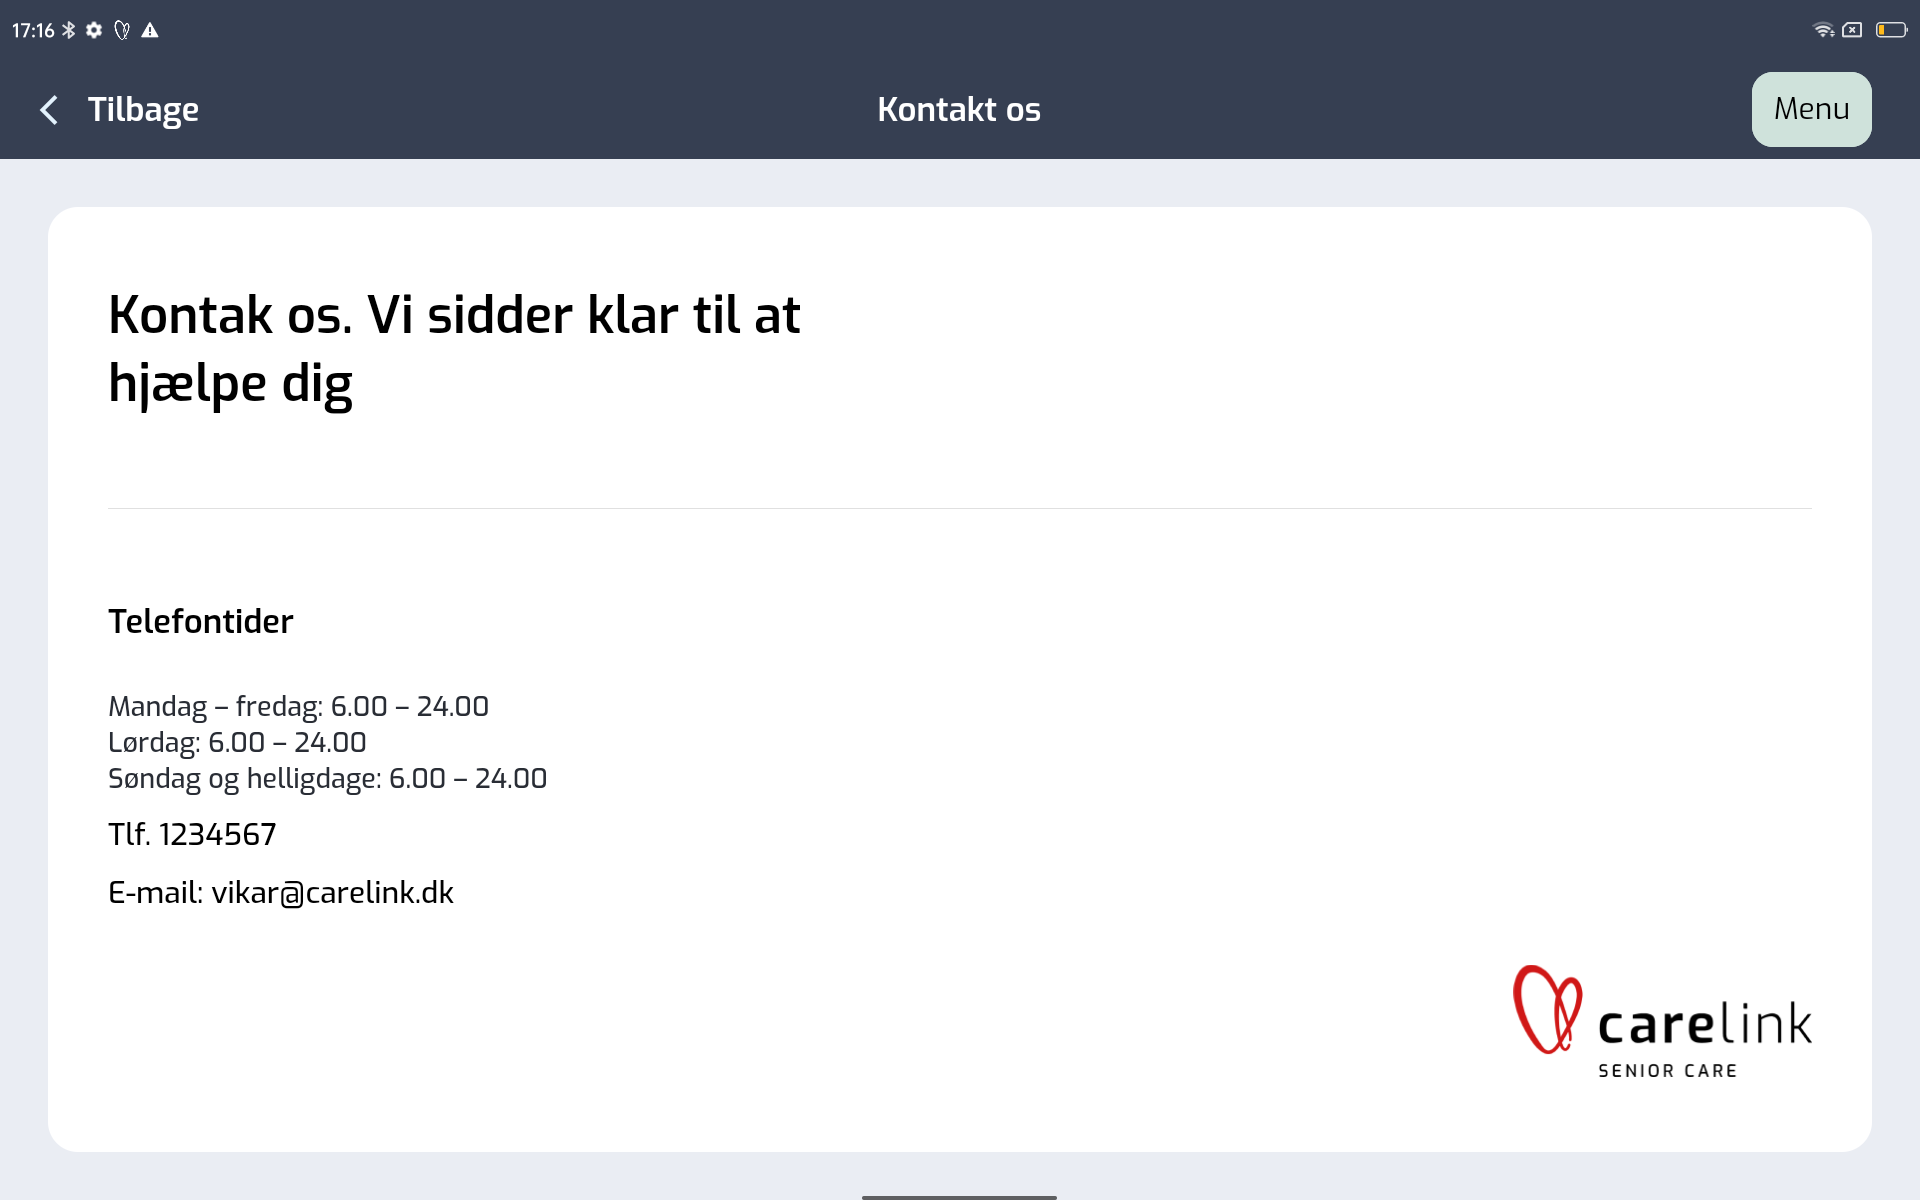 17:16
Tilbage
Kontakt os
Menu
Kontak os. Vi sidder klar til at
hjælpe dig
Telefontider
Mandag – fredag: 6.00 – 24.00
Lørdag: 6.00 – 24.00
Søndag og helligdage: 6.00 – 24.00
Tlf. 1234567
E-mail: vikar@carelink.dk
carelink
SENIOR CARE